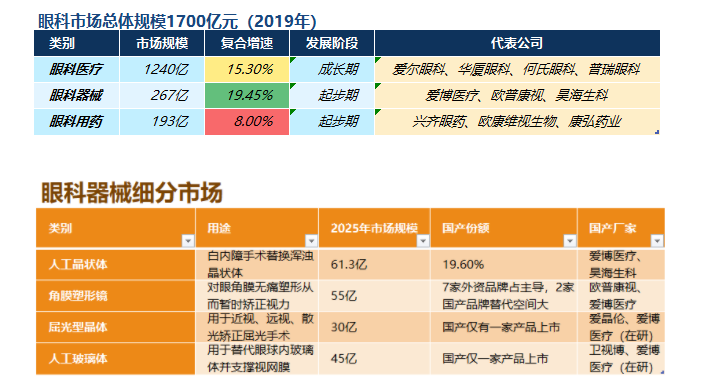 眼科市场总体规模1700亿元（2019年）
类别 市场规模 复合增速 发展阶段 代表公司
眼科医疗 1240亿 15.30% 成长期 爱尔眼科、华厦眼科、何氏眼科、普瑞眼科
眼科器械 267亿 19.45% 起步期 爱博医疗、欧普康视、昊海生科
眼科用药 193亿 8.00% 起步期 兴齐眼药、欧康维视生物、康弘药业
眼科器械细分市场
类别 用途 2025年市场规模 国产份额 国产厂家
人工晶状体 白内障手术替换浑浊晶状体 61.3亿 19.60% 爱博医疗、昊海生科
角膜塑形镜 对眼角膜无痛塑形从而暂时矫正视力 55亿 7家外资品牌占主导，2家国产品牌替代空间大 欧普康视、爱博医疗
屈光型晶体 用于近视、远视、散光矫正屈光手术 30亿 国产仅有一家产品上市 爱晶伦、爱博医疗（在研）
人工玻璃体 用于替代眼球内玻璃体并支撑视网膜 45亿 国产仅一家产品上市 卫视博、爱博医疗（在研）